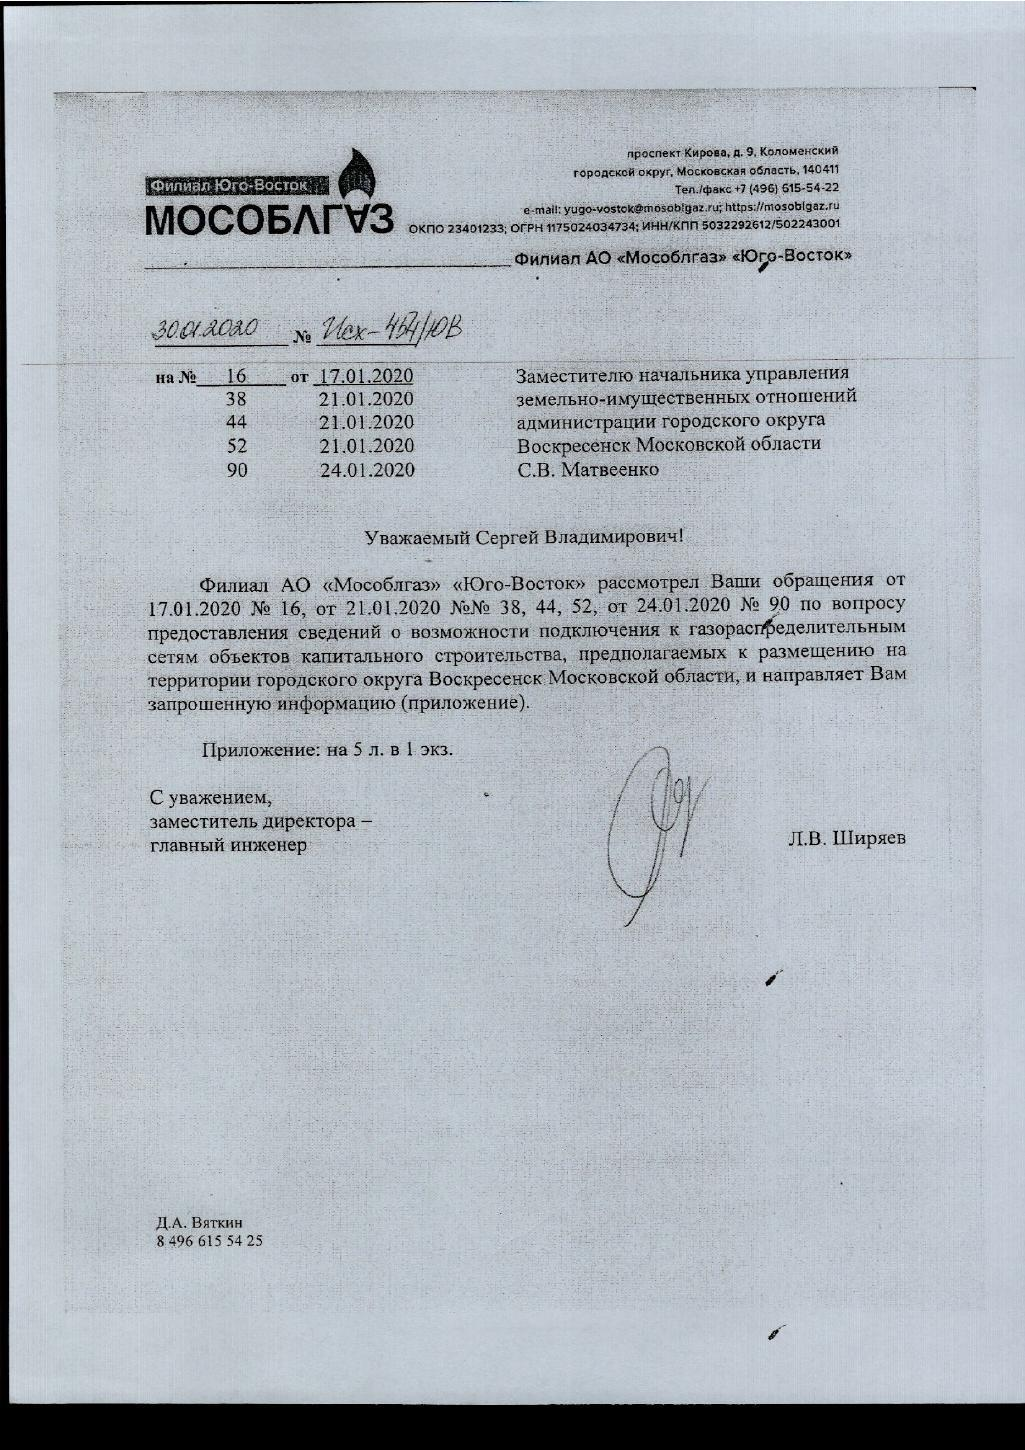 Филиал Юго-Восток
МОСОБЛГАЗ
проспект Кирова, д. 9, Коломенский
городской округ, Московская область, 140411
Тел./факс +7 (496) 615-54-22
e-mail: yugo-vostok@mosoblgaz.ru; https://mosoblgaz.ru
ОКПО 23401233; ОГРН 1175024034734; ИНН/КПП 5032292612/502243001
Филиал АО «Мособлгаз» «Юго-Восток»
30.01.2020 № Исх-454/ЮВ
на № 16 от 17.01.2020
38 21.01.2020
44 21.01.2020
52 21.01.2020
90 24.01.2020
Заместителю начальника управления
земельно-имущественных отношений
администрации городского округа
Воскресенск Московской области
С.В. Матвеенко
Уважаемый Сергей Владимирович!
Филиал АО «Мособлгаз» «Юго-Восток» рассмотрел Ваши обращения от
17.01.2020 № 16, от 21.01.2020 №№ 38, 44, 52, от 24.01.2020 № 90 по вопросу
предоставления сведений о возможности подключения к газораспределительным
сетям объектов капитального строительства, предполагаемых к размещению на
территории городского округа Воскресенск Московской области, и направляет Вам
запрошенную информацию (приложение).
Приложение: на 5 л. в 1 экз.
С уважением,
заместитель директора –
главный инженер
Л.В. Ширяев
Д.А. Вяткин
8 496 615 54 25